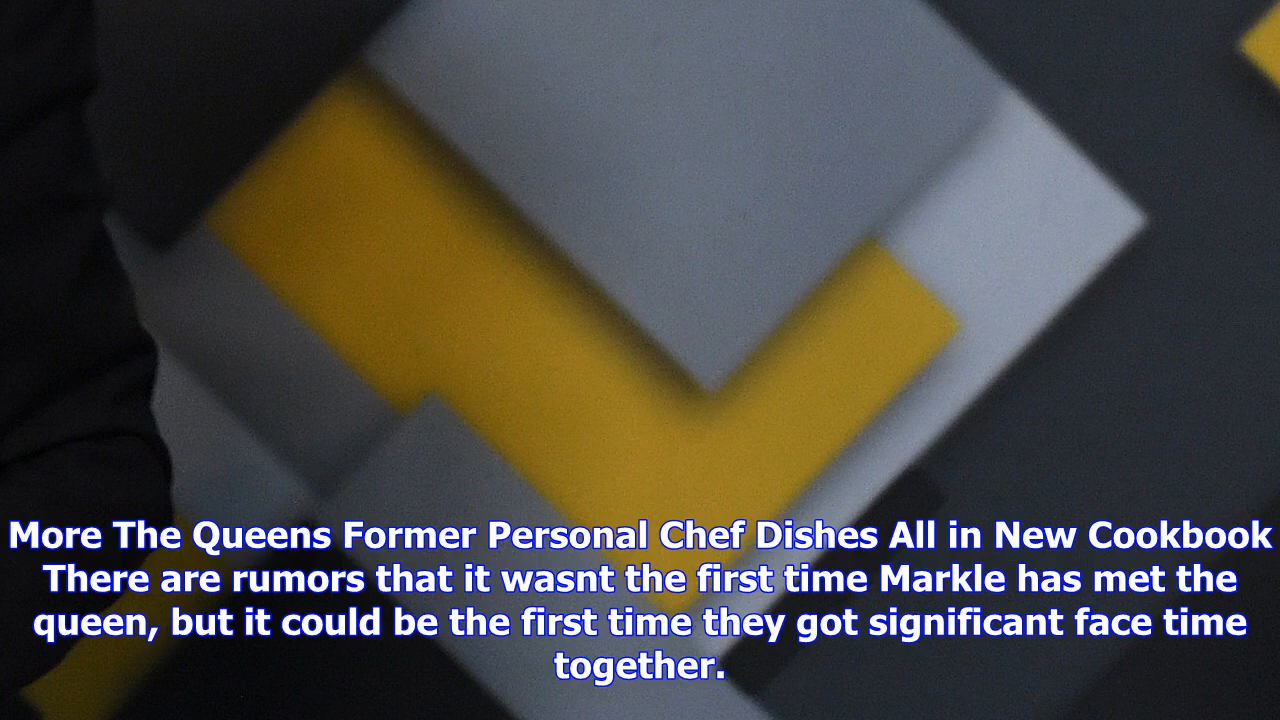 More The Queens Former Personal Chef Dishes All in New Cookbook
There are rumors that it wasnt the first time Markle has met the
queen, but it could be the first time they got significant face time
together.